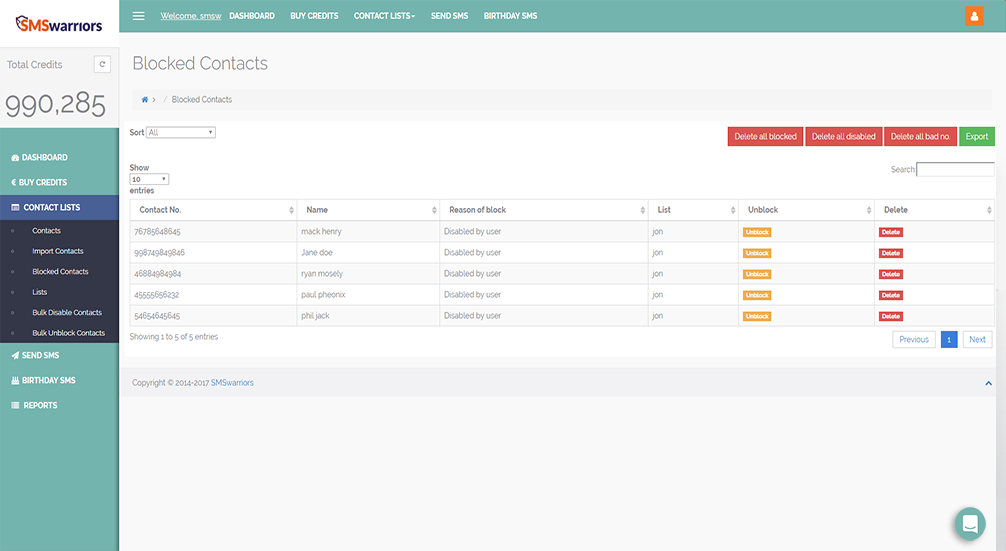 SMSwarriors
Welcome, smsw DASHBOARD BUY CREDITS CONTACT LISTS SEND SMS BIRTHDAY SMS
Total Credits
990,285
DASHBOARD
€ BUY CREDITS
CONTACT LISTS
Contacts
Import Contacts
Blocked Contacts
Lists
Bulk Disable Contacts
Bulk Unblock Contacts
SEND SMS
BIRTHDAY SMS
REPORTS
Blocked Contacts
/ Blocked Contacts
Sort All
Delete all blocked Delete all disabled Delete all bad no. Export
Show
10
entries
Search:
Contact No. Name Reason of block List Unblock Delete
76785648645 mack henry Disabled by user jon Unblock Delete
998749849846 Jane doe Disabled by user jon Unblock Delete
46884984984 ryan mosely Disabled by user jon Unblock Delete
45555656232 paul pheonix Disabled by user jon Unblock Delete
54654645645 phil jack Disabled by user jon Unblock Delete
Showing 1 to 5 of 5 entries
Previous 1 Next
Copyright © 2014-2017 SMSwarriors